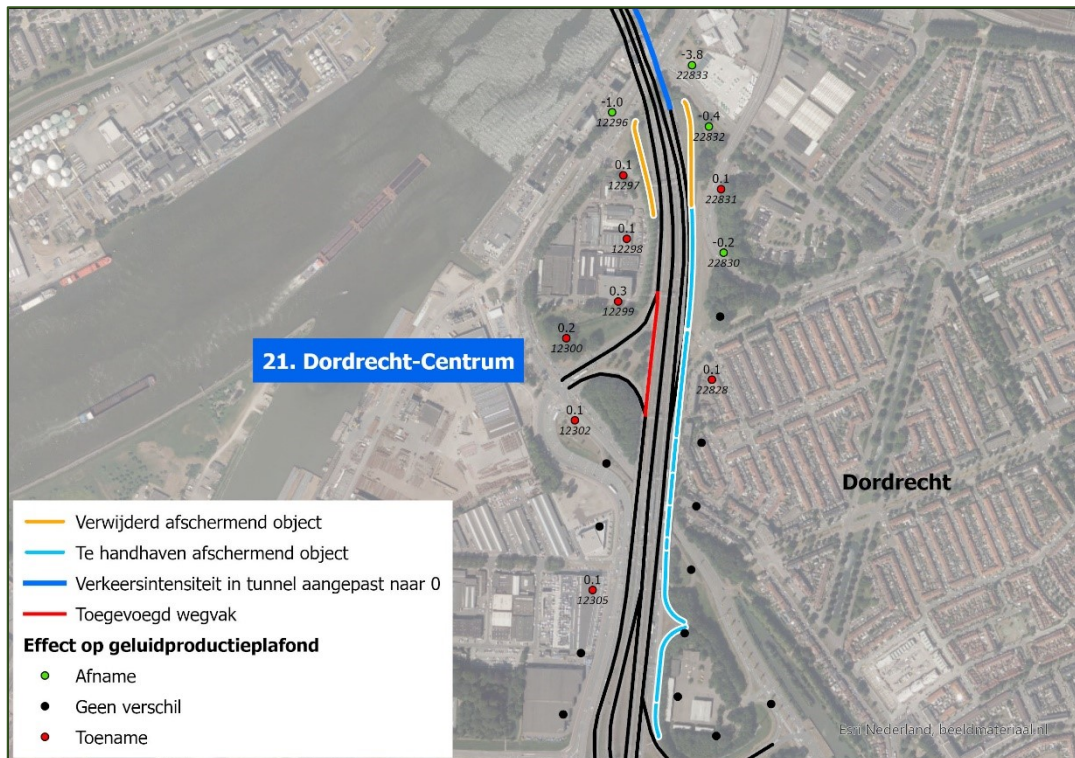 -3.8
22833
-1.0
12296
-0.4
22832
0.1
12297
0.1
22831
0.1
12298
-0.2
22830
0.3
12299
0.2
12300
21. Dordrecht-Centrum
0.1
22828
0.1
12302
Dordrecht
0.1
12305
Verwijderd afschermend object
Te handhaven afschermend object
Verkeersintensiteit in tunnel aangepast naar 0
Toegevoegd wegvak
Effect op geluidproductieplafond
Afname
Geen verschil
Toename
Esri Nederland, beeldmateriaal.nl